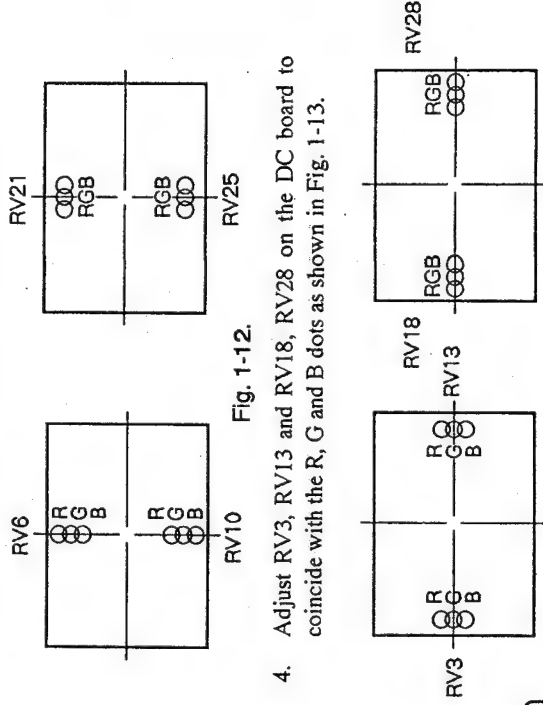 RV6
R
G
B
R
G
B
RV10
RV21
RGB
RGB
RV25
Fig. 1-12.
4. Adjust RV3, RV13 and RV18, RV28 on the DC board to
coincide with the R, G and B dots as shown in Fig. 1-13.
RV3
R
G
B
R
G
B
RV13
RV18
RGB
RGB
RV28